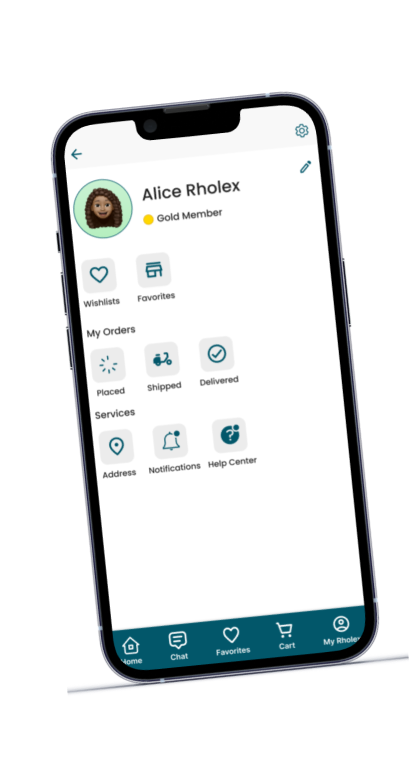 Alice Rholex
Gold Member
Wishlists Favorites
My Orders
Placed Shipped Delivered
Services
Address Notifications Help Center
Home Chat Favorites Cart My Rholex